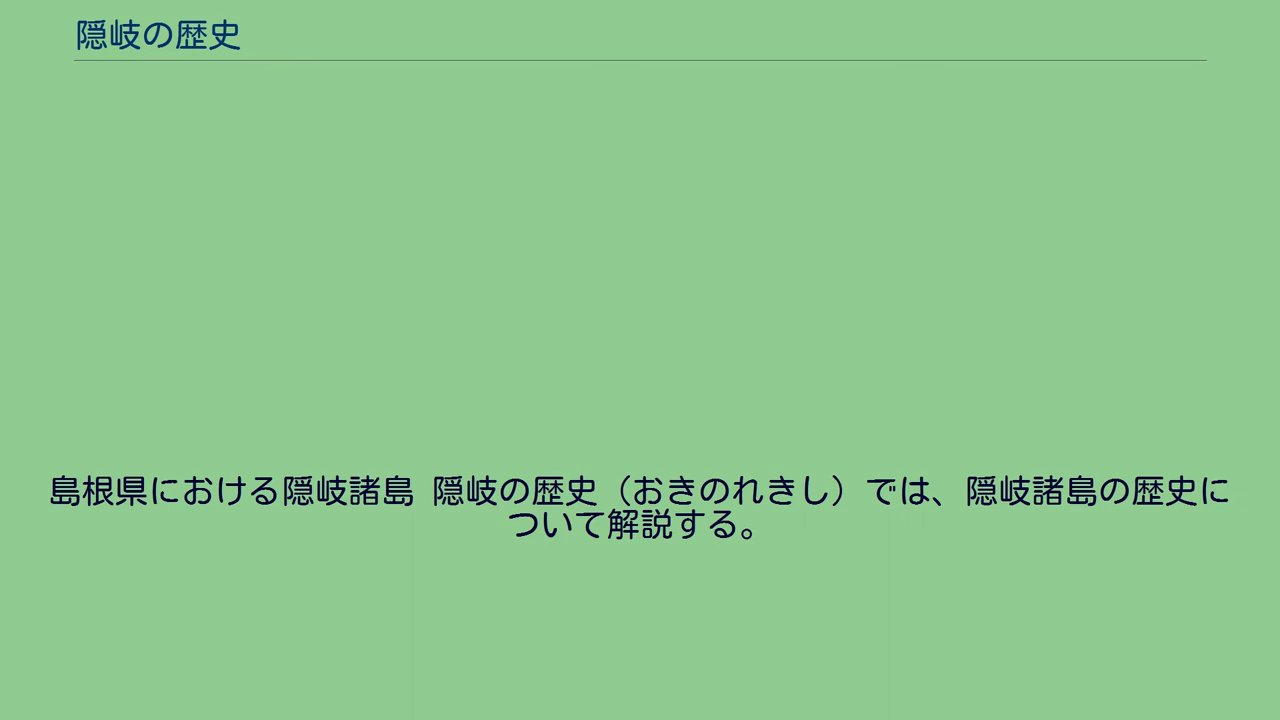 隠岐の歴史
島根県における隠岐諸島 隠岐の歴史（おきのれきし）では、隠岐諸島の歴史に
ついて解説する。